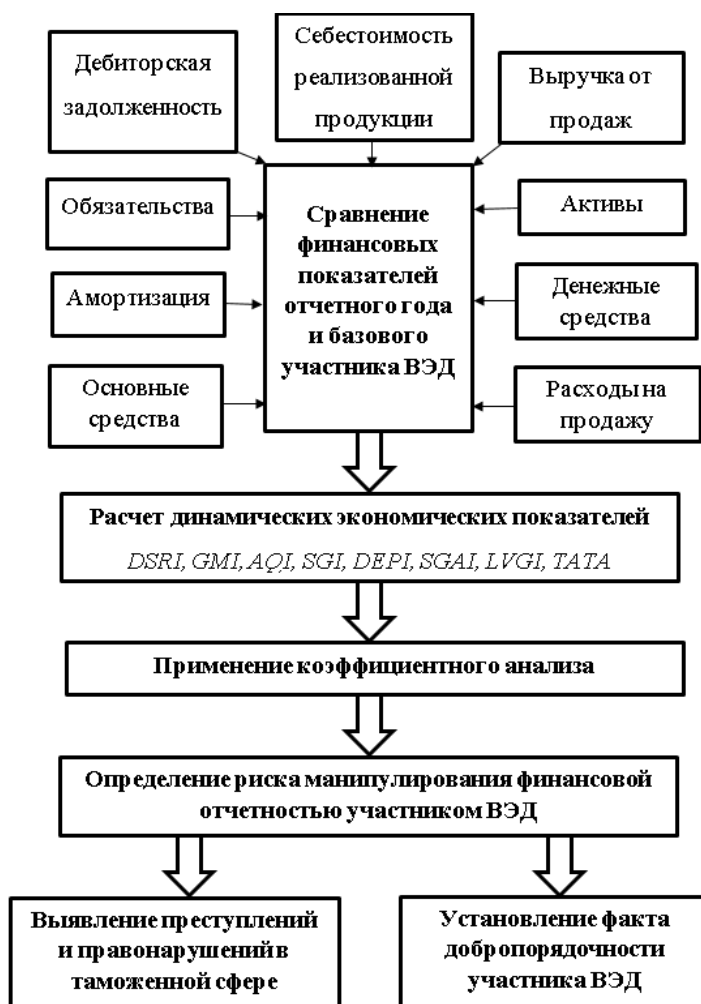 Дебиторская
задолженность
Себестоимость
реализованной
продукции
Выручка от
продаж
Обязательства
Амортизация
Основные
средства
Сравнение
финансовых
показателей
отчетного года
и базового
участника ВЭД
Активы
Денежные
средства
Расходы на
продажу
Расчет динамических экономических показателей
DSRI, GMI, AQI, SGI, DEPI, SGAI, LVGI, TATA
Применение коэффициентного анализа
Определение риска манипулирования финансовой
отчетностью участником ВЭД
Выявление преступлений
и правонарушений в
таможенной сфере
Установление факта
добропорядочности
участника ВЭД